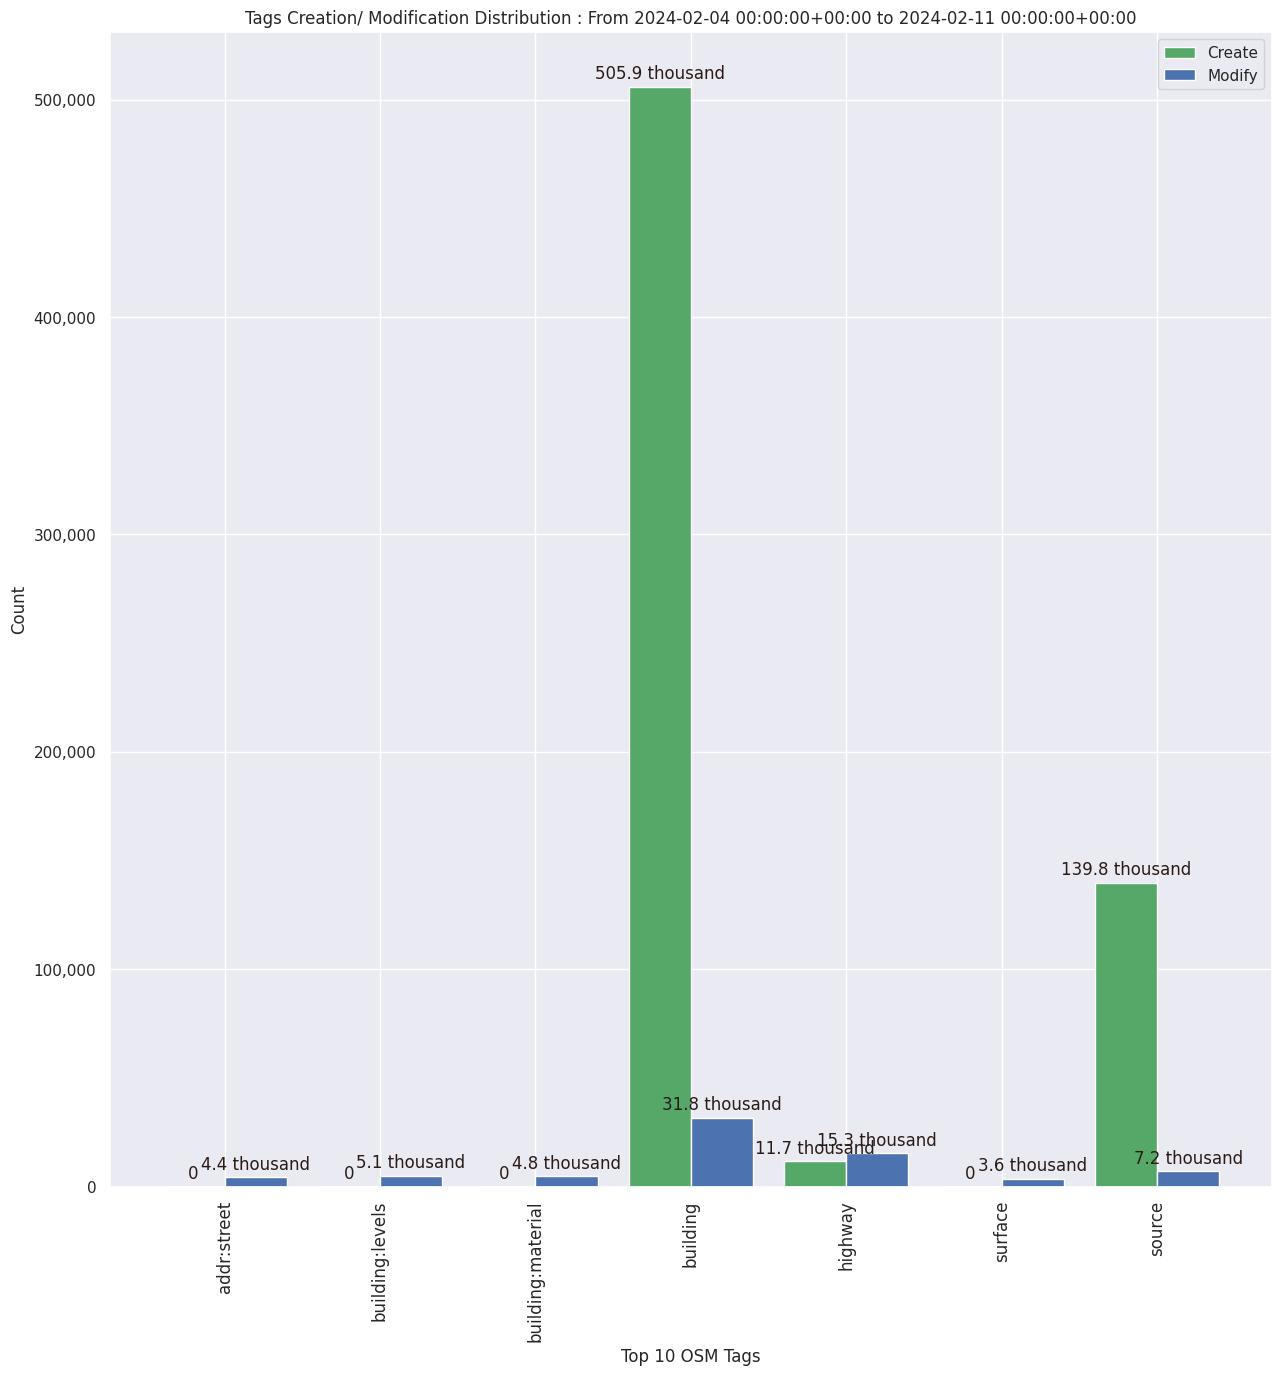 Tags Creation/ Modification Distribution : From 2024-02-04 00:00:00+00:00 to 2024-02-11 00:00:00+00:00
Create
Modify
505.9 thousand
500,000
400,000
300,000
Count
200,000
139.8 thousand
100,000
31.8 thousand
15.3 thousand
11.7 thousand
0 4.4 thousand
0 5.1 thousand
0 4.8 thousand
0 3.6 thousand
7.2 thousand
0
addr:street
building:levels
building:material
building
highway
surface
source
Top 10 OSM Tags